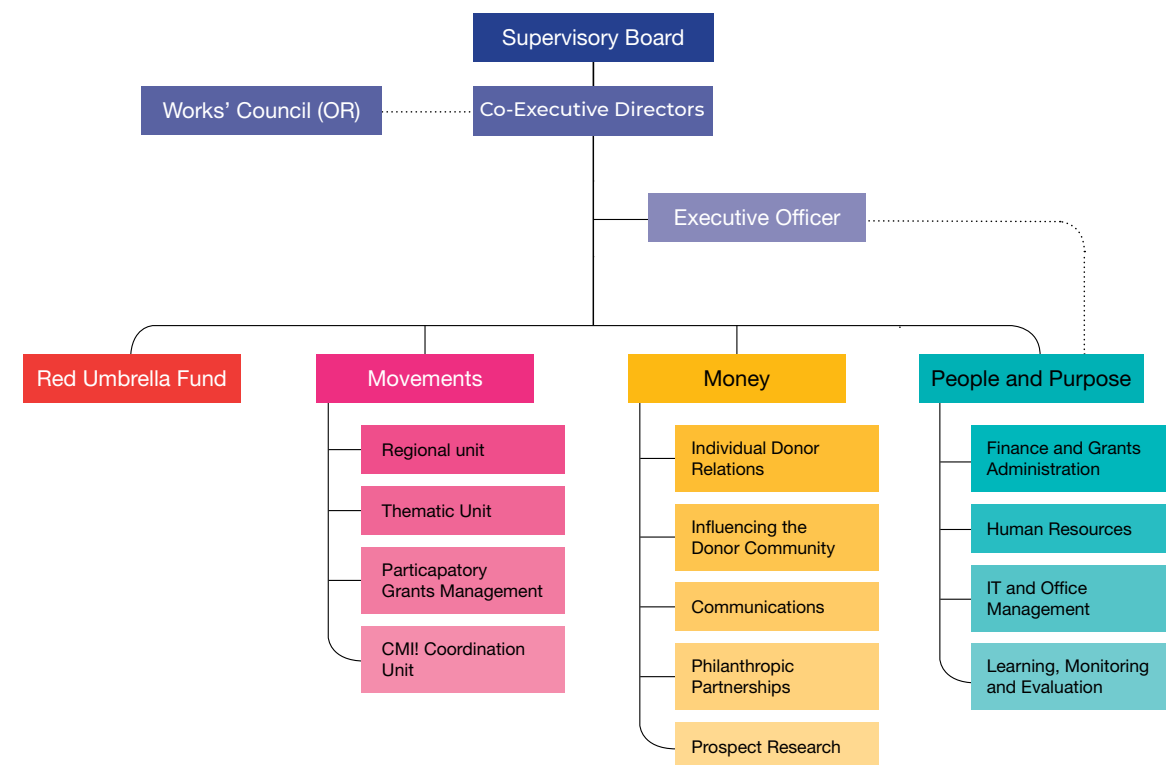 Supervisory Board
Works' Council (OR)
Co-Executive Directors
Executive Officer
Red Umbrella Fund
Movements
Money
People and Purpose
Regional unit
Thematic Unit
Particapatory
Grants Management
CMI! Coordination
Unit
Individual Donor
Relations
Influencing the
Donor Community
Communications
Philanthropic
Partnerships
Prospect Research
Finance and Grants
Administration
Human Resources
IT and Office
Management
Learning, Monitoring
and Evaluation